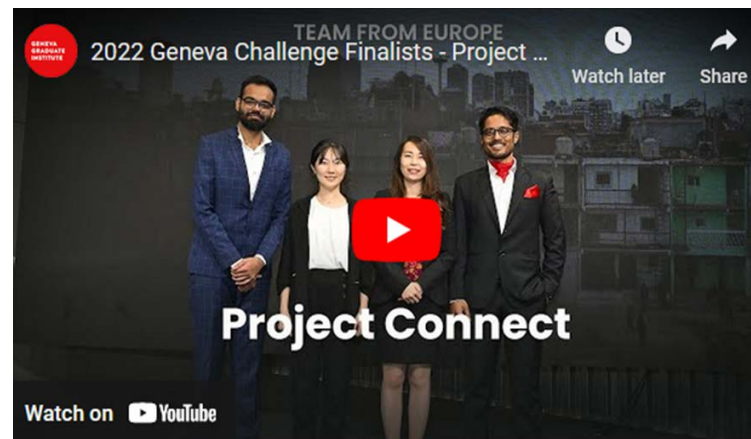 TEAM FROM EUROPE
GENEVA
GRADUATE
INSTITUTE
2022 Geneva Challenge Finalists - Project ...
Watch later
Share
Project Connect
Watch on YouTube